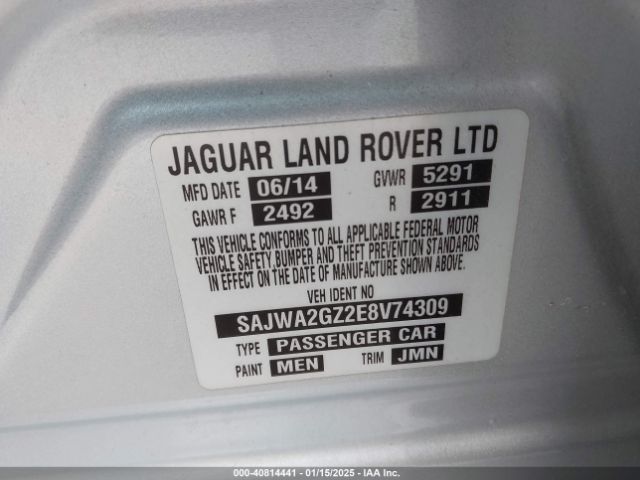 JAGUAR LAND ROVER LTD
MFD DATE 06/14 GVWR 5291
GAWR F 2492 R 2911
THIS VEHICLE CONFORMS TO ALL APPLICABLE FEDERAL MOTOR
VEHICLE SAFETY, BUMPER AND THEFT PREVENTION STANDARDS
IN EFFECT ON THE DATE OF MANUFACTURE SHOWN ABOVE.
VEH IDENT NO
SAJWA2GZ2E8V74309
TYPE PASSENGER CAR
PAINT MEN TRIM JMN
000-40814441 - 01/15/2025 - IAA Inc.